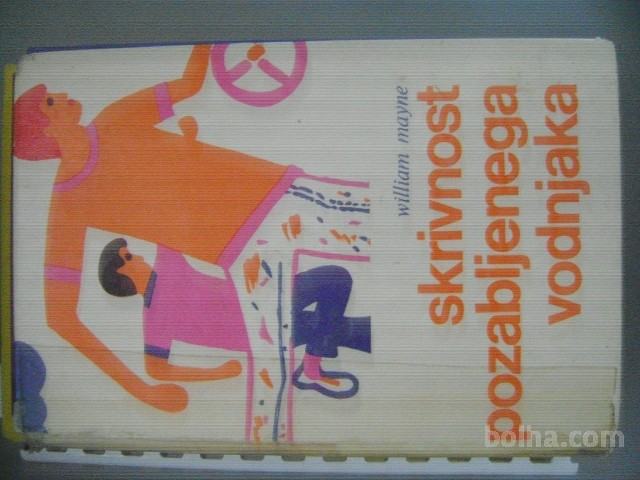 william mayne
skrivnost
pozabljenega
vodnjaka
bolha.com